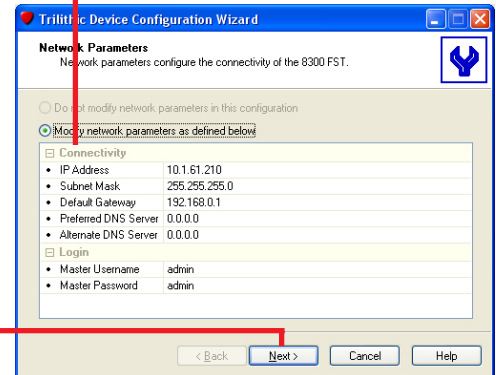 Trilithic Device Configuration Wizard
Network Parameters
Network parameters configure the connectivity of the 8300 FST.
Do not modify network parameters in this configuration
Modify network parameters as defined below
Connectivity
IP Address 10.1.61.210
Subnet Mask 255.255.255.0
Default Gateway 192.168.0.1
Preferred DNS Server 0.0.0.0
Alternate DNS Server 0.0.0.0
Login
Master Username admin
Master Password admin
< Back Next > Cancel Help